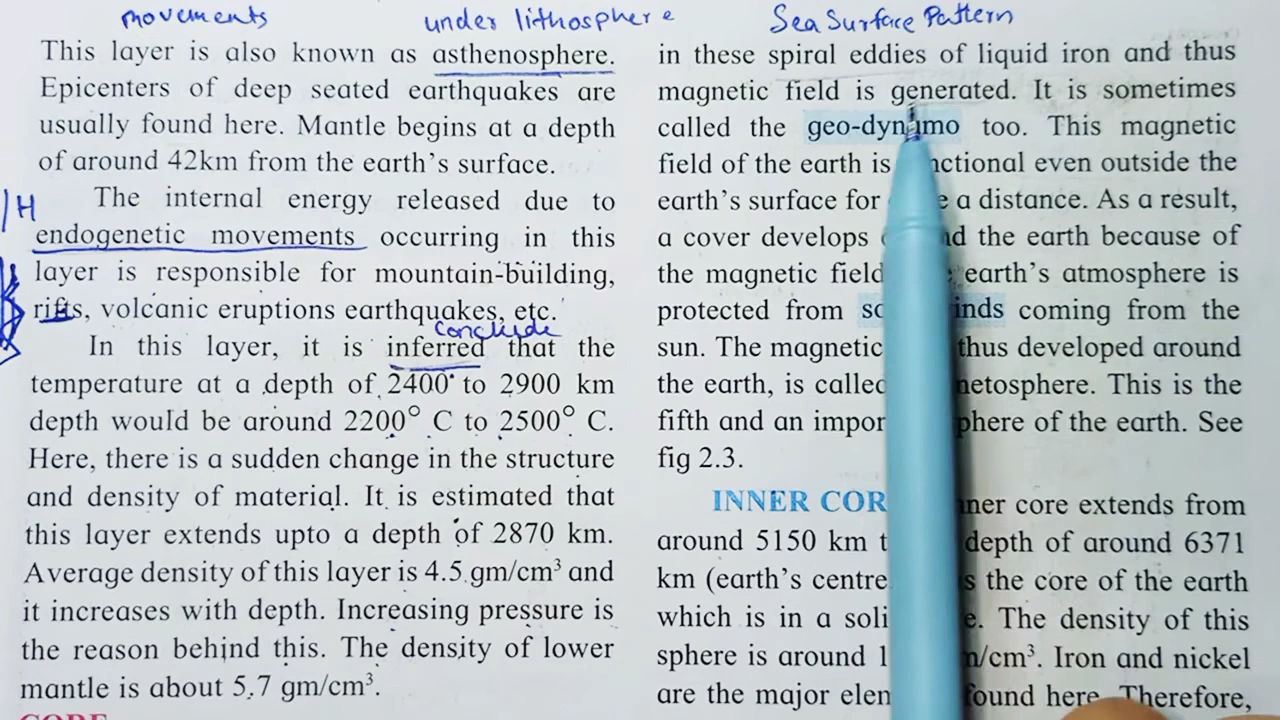 movements
under lithosphere
This layer is also known as asthenosphere.
Epicenters of deep seated earthquakes are
usually found here. Mantle begins at a depth
of around 42km from the earth's surface.
/H
The internal energy released due to
endogenetic movements occurring in this
layer is responsible for mountain-building,
rifts, volcanic eruptions earthquakes, etc.
Conclude
In this layer, it is inferred that the
temperature at a depth of 2400 to 2900 km
depth would be around 2200° C to 2500° C.
Here, there is a sudden change in the structure
and density of material. It is estimated that
this layer extends upto a depth of 2870 km.
Average density of this layer is 4.5 gm/cm³ and
it increases with depth. Increasing pressure is
the reason behind this. The density of lower
mantle is about 5.7 gm/cm³.
CORE
Sea Surface Pattern
in these spiral eddies of liquid iron and thus
magnetic field is generated. It is sometimes
called the geo-dynamo too. This magnetic
field of the earth is even outside the
earth's surface for a distance. As a result,
a cover develops the earth because of
the magnetic field earth's atmosphere is
protected from coming from the
sun. The magnetic thus developed around
the earth, is This is the
fifth and an of the earth. See
fig 2.3.
INNER extends from
around 5150 km depth of around 6371
km (earth's the core of the earth
which is in a The density of this
sphere is around Iron and nickel
are the major found here. Therefore,